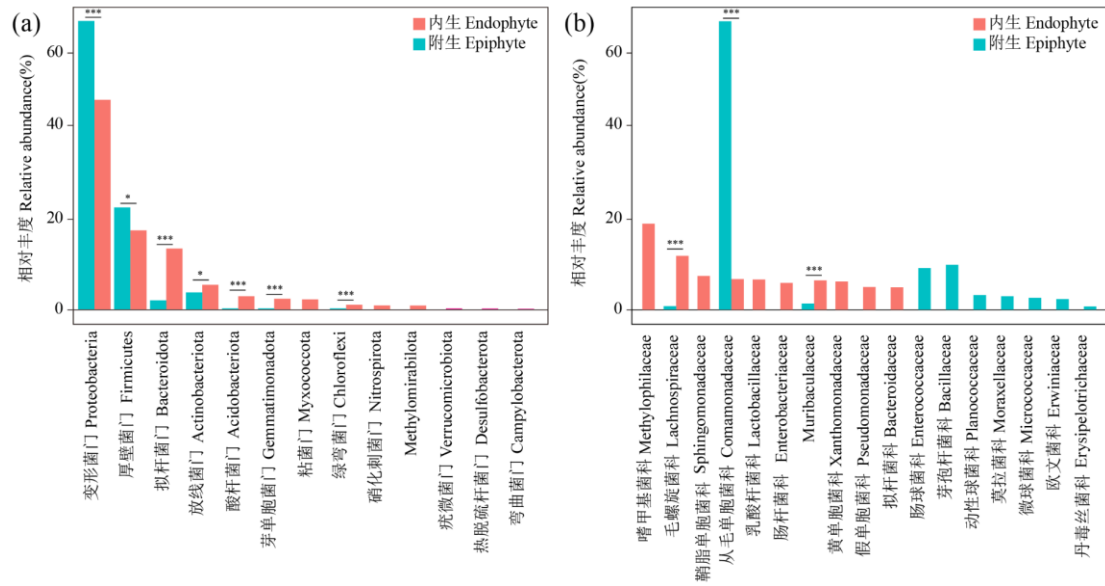 (a)
内生 Endophyte
附生 Epiphyte
相对丰度 Relative abundance(%)
60
40
20
0
***
*
***
*
***
***
***
变形菌门 Proteobacteria
厚壁菌门 Firmicutes
拟杆菌门 Bacteroidota
放线菌门 Actinobacteriota
酸杆菌门 Acidobacteriota
芽单胞菌门 Gemmatimonadota
粘菌门 Myxococcota
绿弯菌门 Chloroflexi
硝化刺菌门 Nitrospirota
Methylomirabilota
疣微菌门 Verrucomicrobiota
热脱硫杆菌门 Desulfobacterota
弯曲菌门 Campylobacterota
(b)
内生 Endophyte
附生 Epiphyte
相对丰度 Relative abundance(%)
60
40
20
0
***
***
***
嗜甲基菌科 Methylophilaceae
毛螺旋菌科 Lachnospiraceae
鞘脂单胞菌科 Sphingomonadaceae
从毛单胞菌科 Comamonadaceae
乳酸杆菌科 Lactobacillaceae
肠杆菌科 Enterobacteriaceae
Muribaculaceae
黄单胞菌科 Xanthomonadaceae
假单胞菌科 Pseudomonadaceae
拟杆菌科 Bacteroidaceae
肠球菌科 Enterococcaceae
芽孢杆菌科 Bacillaceae
动性球菌科 Planococcaceae
莫拉菌科 Moraxellaceae
微球菌科 Micrococcaceae
欧文菌科 Erwiniaceae
丹毒丝菌科 Erysipelotrichaceae